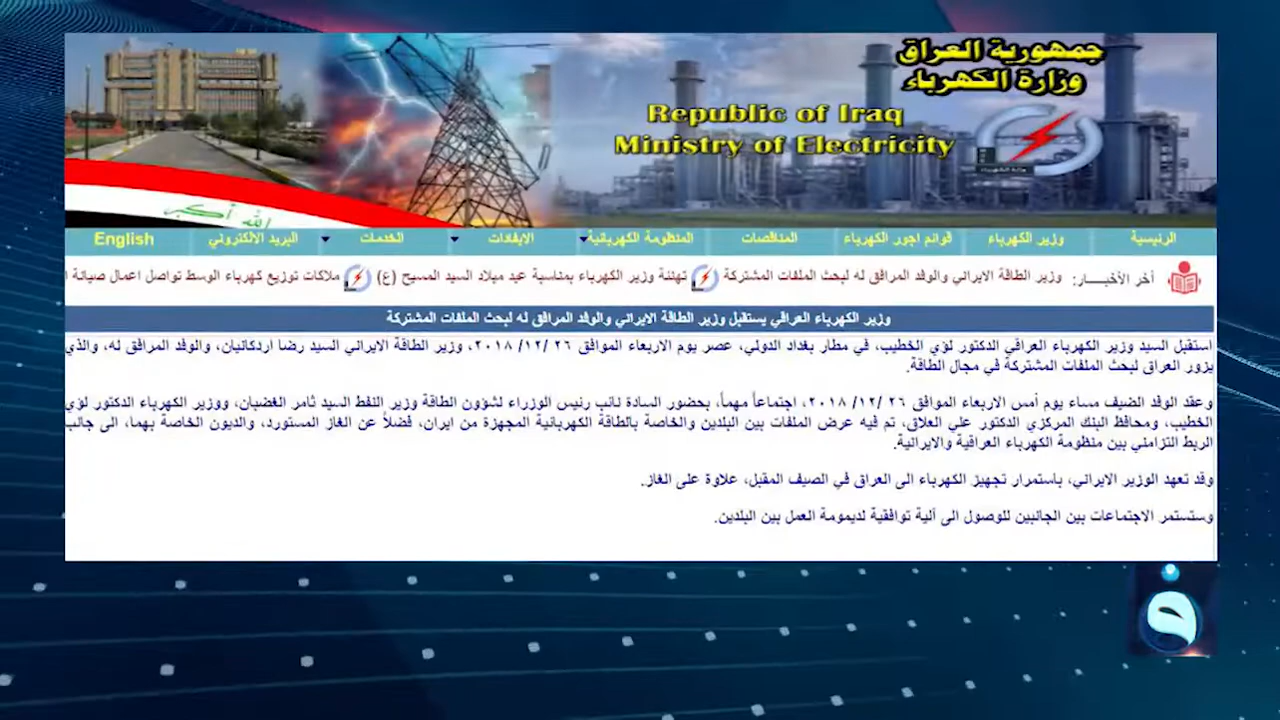 جمهورية العراق
وزارة الكهرباء
Republic of Iraq
Ministry of Electricity
الله أكبر
الرئيسية وزير الكهرباء قوائم اجور الكهرباء المناقصات المنظومة الكهربائية الايفادات الخدمات البريد الالكتروني English
آخر الأخبـــار: وزير الطاقة الايراني والوفد المرافق له لبحث الملفات المشتركة تهنئة وزير الكهرباء بمناسبة عيد ميلاد السيد المسيح (ع) ملاكات توزيع كهرباء الوسط تواصل اعمال صيانة ا
وزير الكهرباء العراقي يستقبل وزير الطاقة الايراني والوفد المرافق له لبحث الملفات المشتركة
استقبل السيد وزير الكهرباء العراقي الدكتور لؤي الخطيب، في مطار بغداد الدولي، عصر يوم الاربعاء الموافق ٢٦ /١٢/ ٢٠١٨، وزير الطاقة الايراني السيد رضا اردكانيان، والوفد المرافق له، والذي
يزور العراق لبحث الملفات المشتركة في مجال الطاقة.
وعقد الوفد الضيف مساء يوم أمس الاربعاء الموافق ٢٦ /١٢/ ٢٠١٨، اجتماعاً مهماً، بحضور السادة نائب رئيس الوزراء لشؤون الطاقة وزير النفط السيد ثامر الغضبان، ووزير الكهرباء الدكتور لؤي
الخطيب، ومحافظ البنك المركزي الدكتور علي العلاق، تم فيه عرض الملفات بين البلدين والخاصة بالطاقة الكهربائية المجهزة من ايران، فضلاً عن الغاز المستورد، والديون الخاصة بهما، الى جانب
الربط التزامني بين منظومة الكهرباء العراقية والايرانية.
وقد تعهد الوزير الايراني، باستمرار تجهيز الكهرباء الى العراق في الصيف المقبل، علاوة على الغاز.
وستستمر الاجتماعات بين الجانبين للوصول الى آلية توافقية لديمومة العمل بين البلدين.